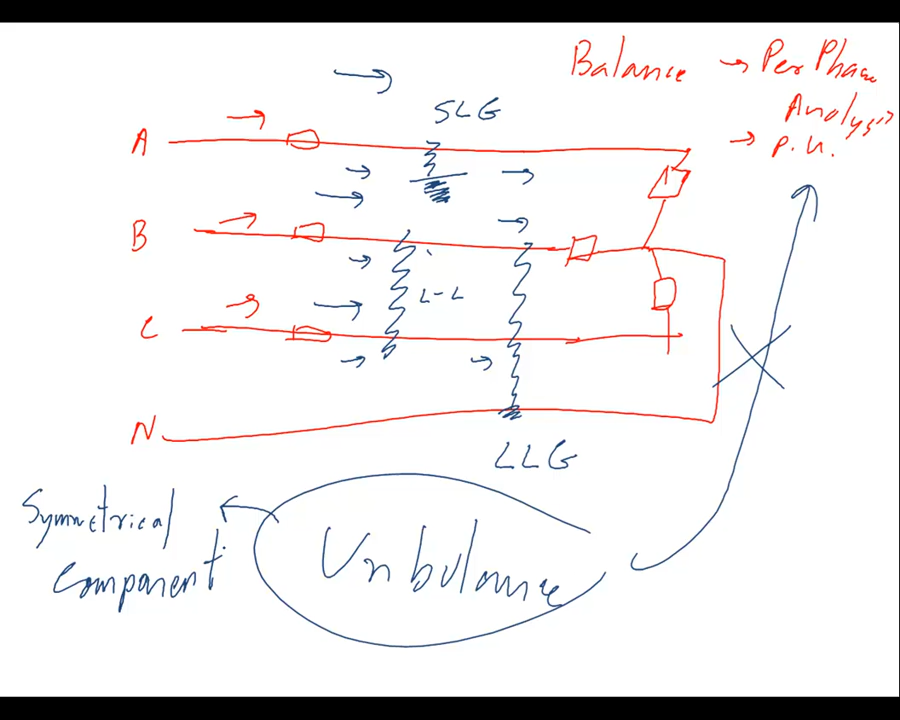 Balance → Per Phase
Analysis
→ P.U.
SLG
A
B
L-L
C
N
LLG
Symmetrical
component
Unbalance